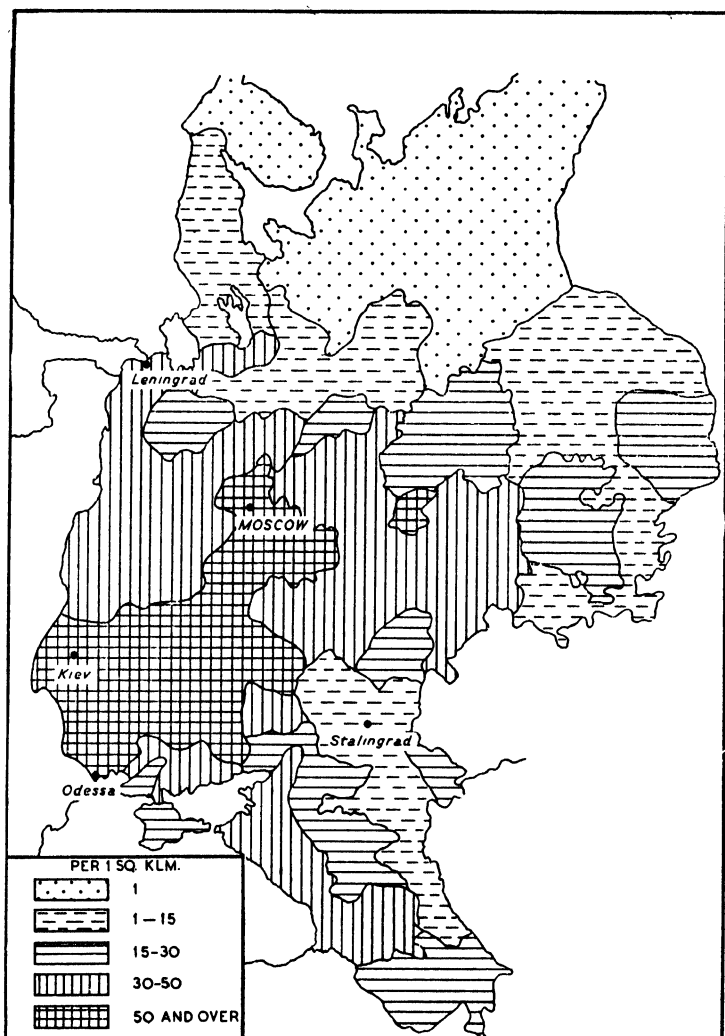 Leningrad
MOSCOW
Kiev
Stalingrad
Odessa
PER 1 SQ. KLM.
1
1—15
15-30
30-50
50 AND OVER